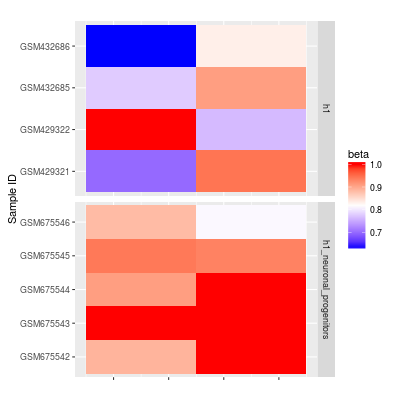 GSM432686
GSM432685
GSM429322
GSM429321
h1
GSM675546
GSM675545
GSM675544
GSM675543
GSM675542
h1_neuronal_progenitors
Sample ID
beta
1.0
0.9
0.8
0.7